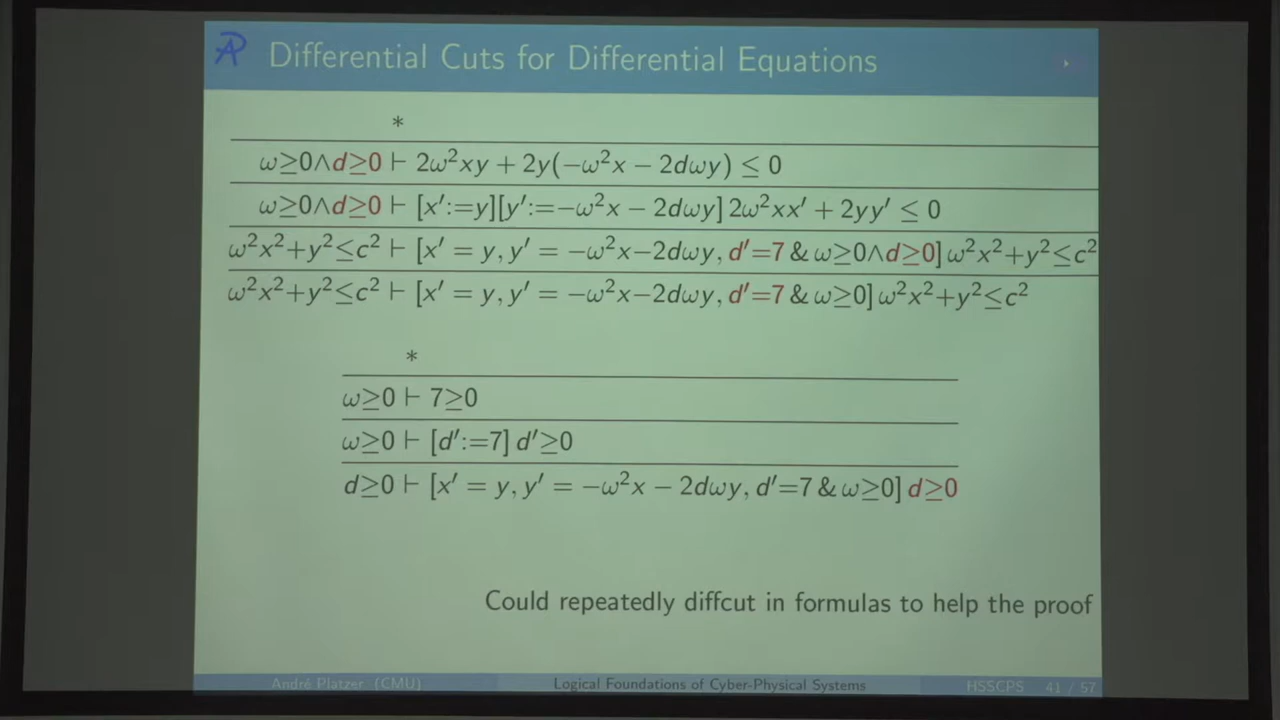 Differential Cuts for Differential Equations
*
ω≥0∧d≥0 ⊢ 2ω²xy + 2y(−ω²x − 2dωy) ≤ 0
ω≥0∧d≥0 ⊢ [x′:=y][y′:=−ω²x − 2dωy] 2ω²xx′ + 2yy′ ≤ 0
ω²x²+y²≤c² ⊢ [x′ = y, y′ = −ω²x−2dωy, d′=7 & ω≥0∧d≥0] ω²x²+y²≤c²
ω²x²+y²≤c² ⊢ [x′ = y, y′ = −ω²x−2dωy, d′=7 & ω≥0] ω²x²+y²≤c²
*
ω≥0 ⊢ 7≥0
ω≥0 ⊢ [d′:=7] d′≥0
d≥0 ⊢ [x′ = y, y′ = −ω²x − 2dωy, d′=7 & ω≥0] d≥0
Could repeatedly diffcut in formulas to help the proof
André Platzer (CMU) Logical Foundations of Cyber-Physical Systems HSSCPS 41 / 57